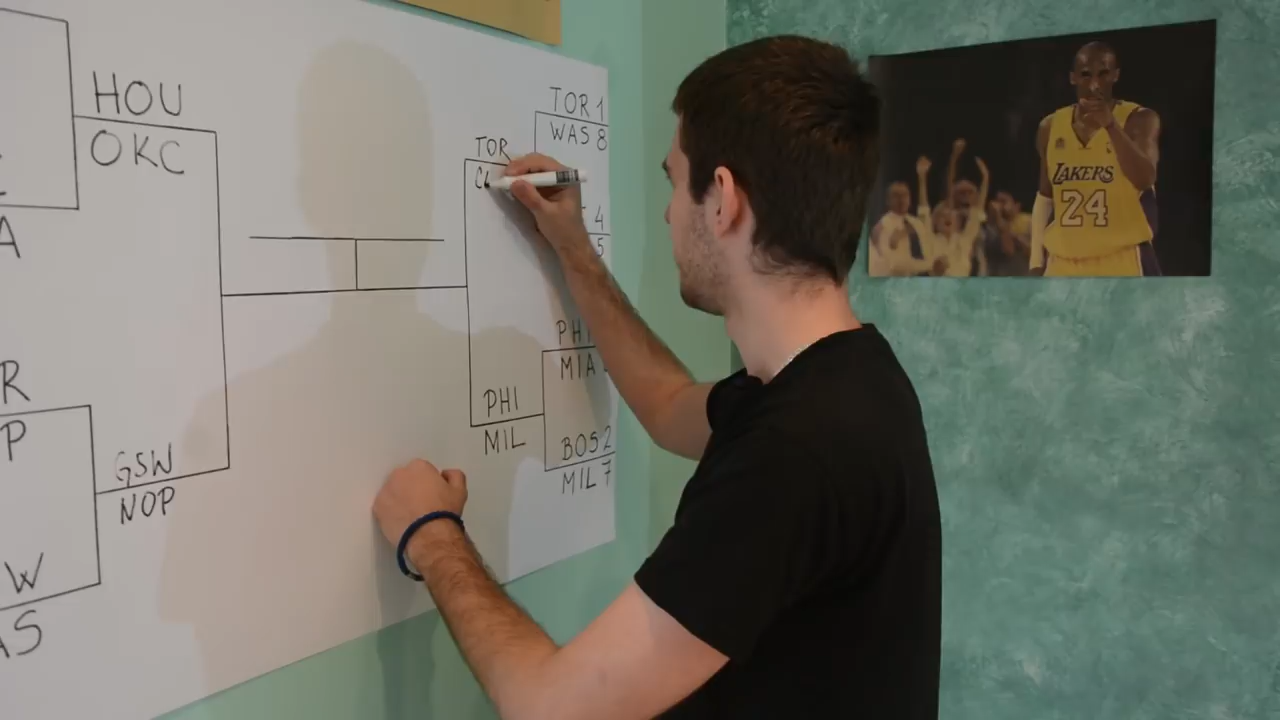 HOU
OKC
A
R
P
GSW
NOP
W
AS
TOR
PHI
MIL
TOR 1
WAS 8
4
5
PHI
MIA
BOS 2
MIL 7
LAKERS
24